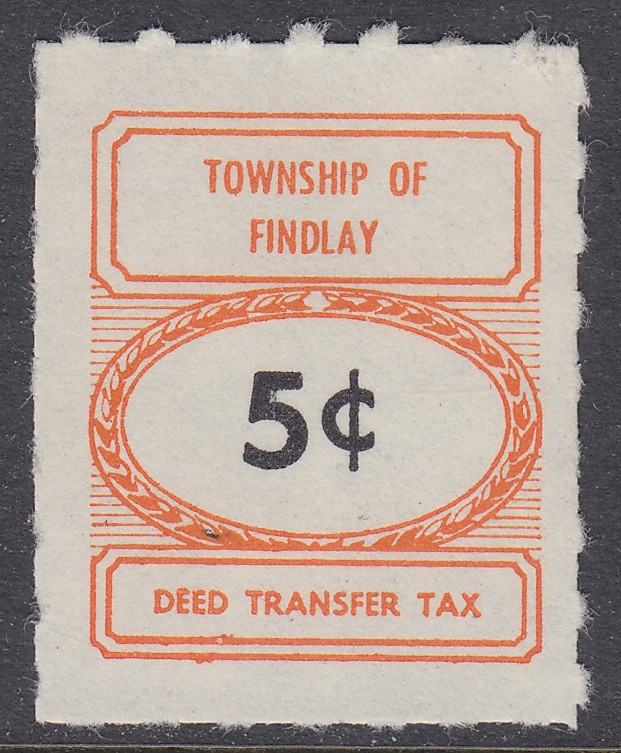 TOWNSHIP OF
FINDLAY
5¢
DEED TRANSFER TAX